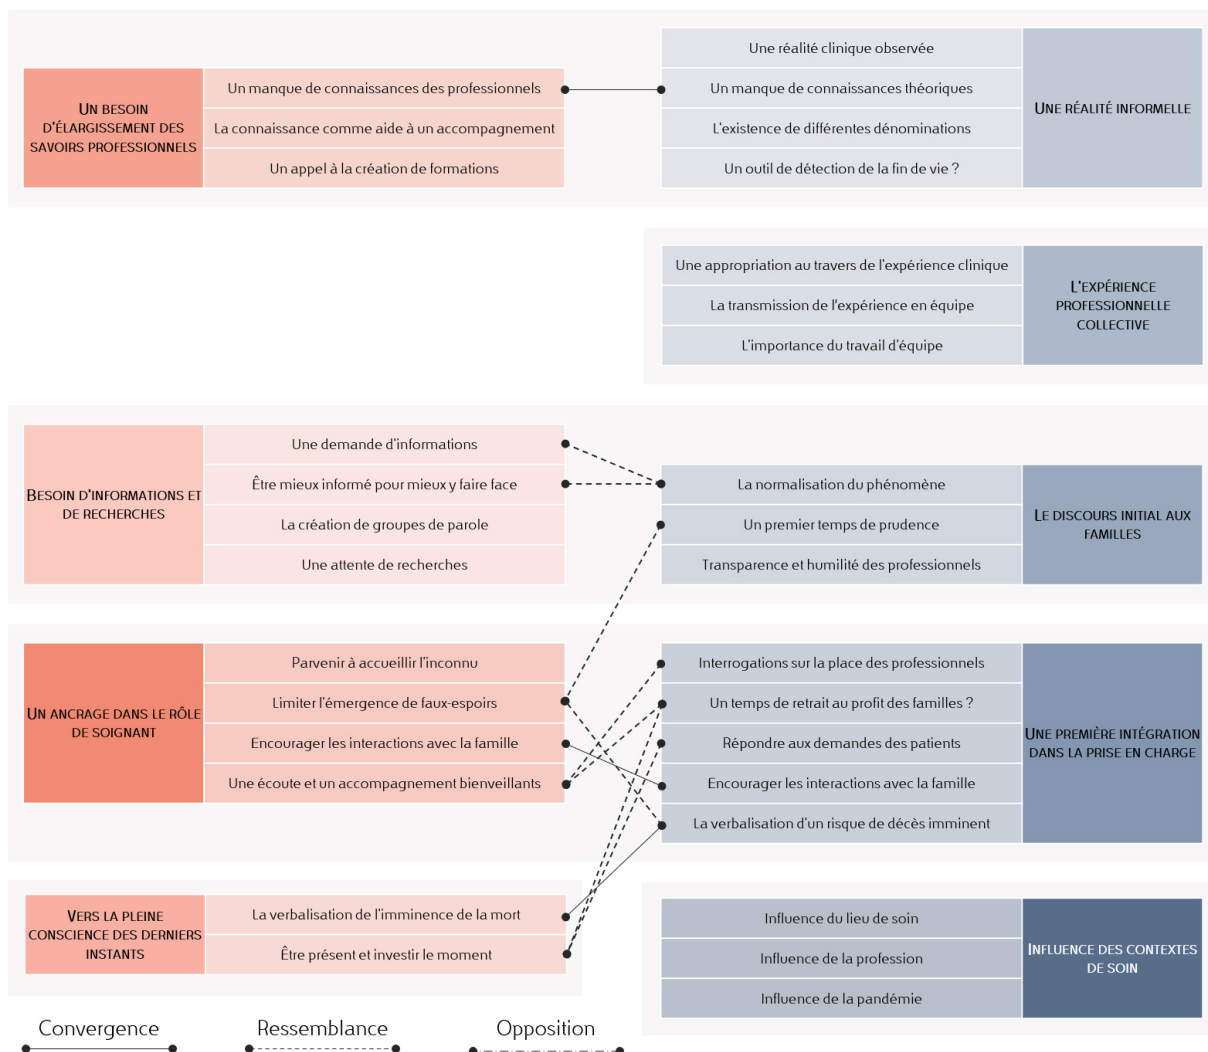 UN BESOIN
D'ÉLARGISSEMENT DES
SAVOIRS PROFESSIONNELS
Un manque de connaissances des professionnels
La connaissance comme aide à un accompagnement
Un appel à la création de formations
Une réalité clinique observée
Un manque de connaissances théoriques
L'existence de différentes dénominations
Un outil de détection de la fin de vie ?
UNE RÉALITÉ INFORMELLE
Une appropriation au travers de l'expérience clinique
La transmission de l'expérience en équipe
L'importance du travail d'équipe
L'EXPÉRIENCE
PROFESSIONNELLE
COLLECTIVE
BESOIN D'INFORMATIONS ET
DE RECHERCHES
Une demande d'informations
Être mieux informé pour mieux y faire face
La création de groupes de parole
Une attente de recherches
La normalisation du phénomène
Un premier temps de prudence
Transparence et humilité des professionnels
LE DISCOURS INITIAL AUX
FAMILLES
UN ANCRAGE DANS LE RÔLE
DE SOIGNANT
Parvenir à accueillir l'inconnu
Limiter l'émergence de faux-espoirs
Encourager les interactions avec la famille
Une écoute et un accompagnement bienveillants
Interrogations sur la place des professionnels
Un temps de retrait au profit des familles ?
Répondre aux demandes des patients
Encourager les interactions avec la famille
La verbalisation d'un risque de décès imminent
UNE PREMIÈRE INTÉGRATION
DANS LA PRISE EN CHARGE
VERS LA PLEINE
CONSCIENCE DES DERNIERS
INSTANTS
La verbalisation de l'imminence de la mort
Être présent et investir le moment
Influence du lieu de soin
Influence de la profession
Influence de la pandémie
INFLUENCE DES CONTEXTES
DE SOIN
Convergence
Ressemblance
Opposition